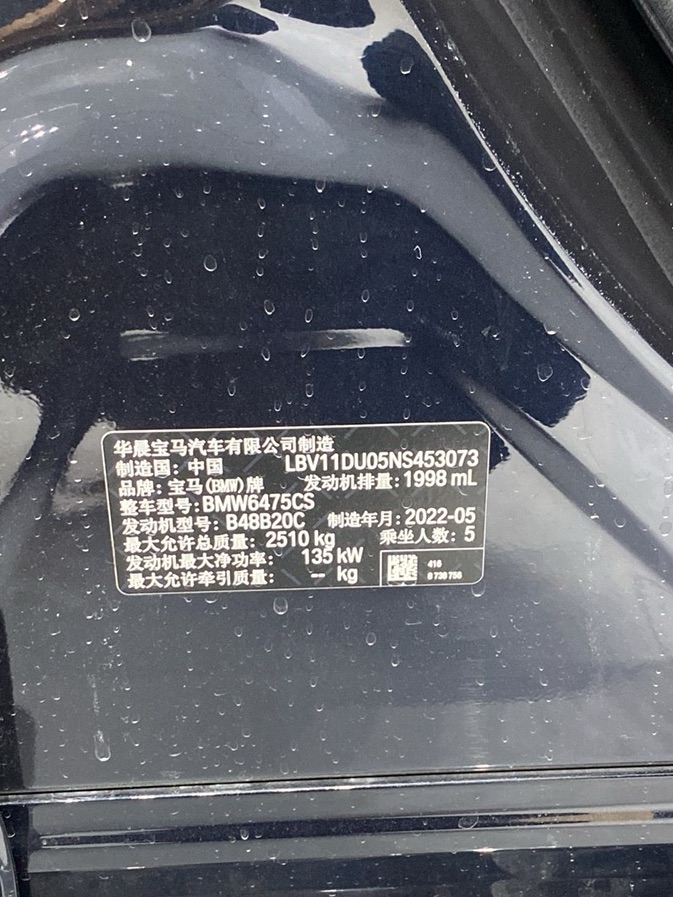 华晨宝马汽车有限公司制造
制造国：中国 LBV11DU05NS453073
品牌：宝马(BMW)牌 发动机排量：1998 mL
整车型号：BMW6475CS
发动机型号：B48B20C 制造年月：2022-05
最大允许总质量：2510 kg 乘坐人数：5
发动机最大净功率：135 kW
最大允许牵引质量：-- kg
416